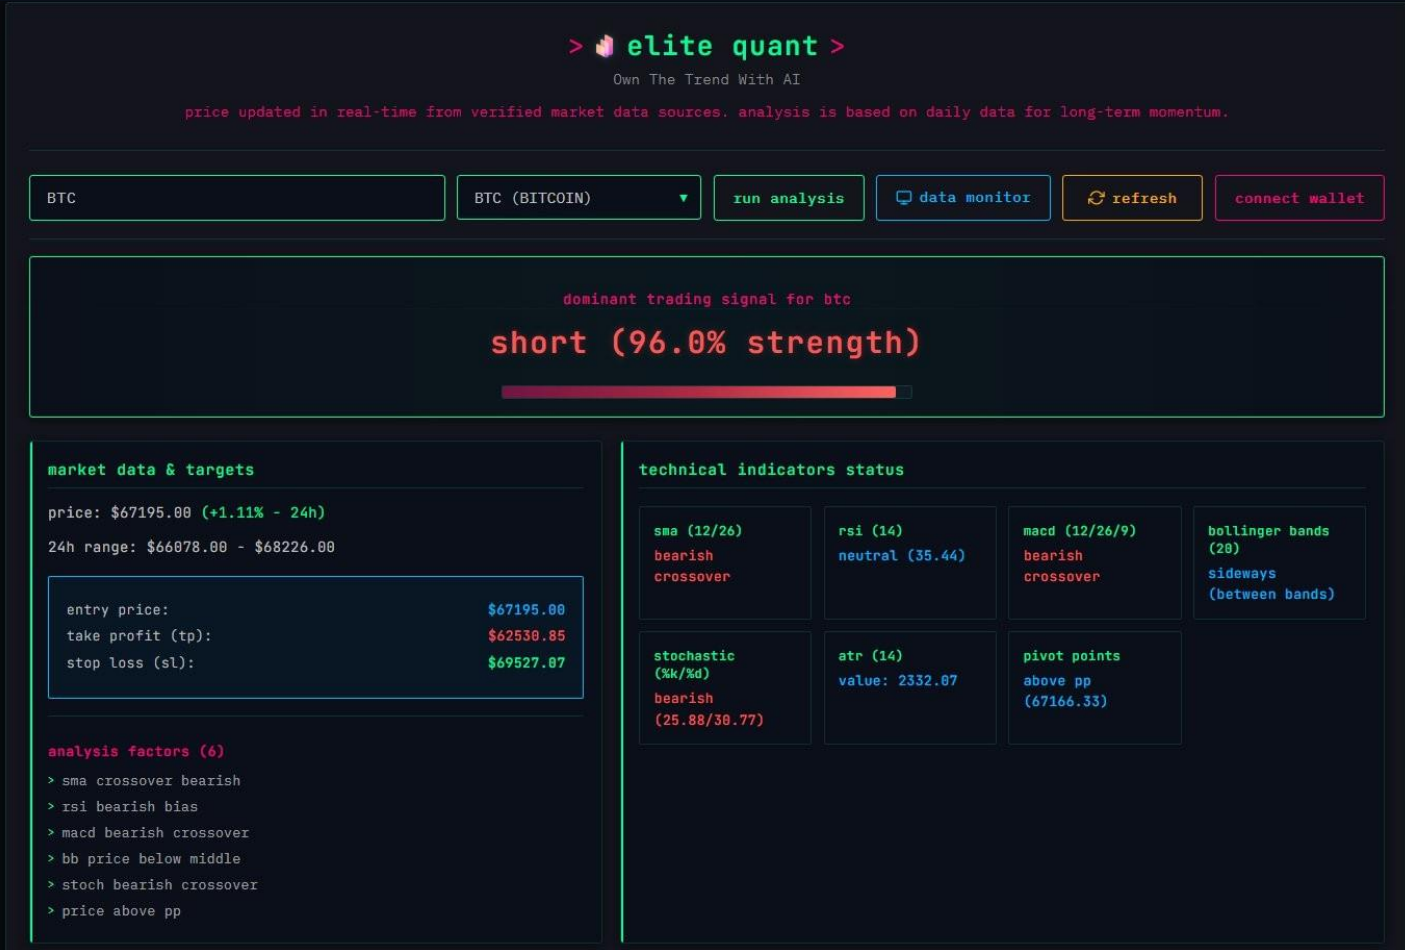 > elite quant >
Own The Trend With AI
price updated in real-time from verified market data sources. analysis is based on daily data for long-term momentum.
BTC
BTC (BITCOIN) ▼
run analysis
data monitor
refresh
connect wallet
dominant trading signal for btc
short (96.0% strength)
market data & targets
price: $67195.00 (+1.11% - 24h)
24h range: $66078.00 - $68226.00
entry price: $67195.00
take profit (tp): $62530.85
stop loss (sl): $69527.07
analysis factors (6)
> sma crossover bearish
> rsi bearish bias
> macd bearish crossover
> bb price below middle
> stoch bearish crossover
> price above pp
technical indicators status
sma (12/26)
bearish
crossover
rsi (14)
neutral (35.44)
macd (12/26/9)
bearish
crossover
bollinger bands
(20)
sideways
(between bands)
stochastic
(%k/%d)
bearish
(25.88/30.77)
atr (14)
value: 2332.07
pivot points
above pp
(67166.33)